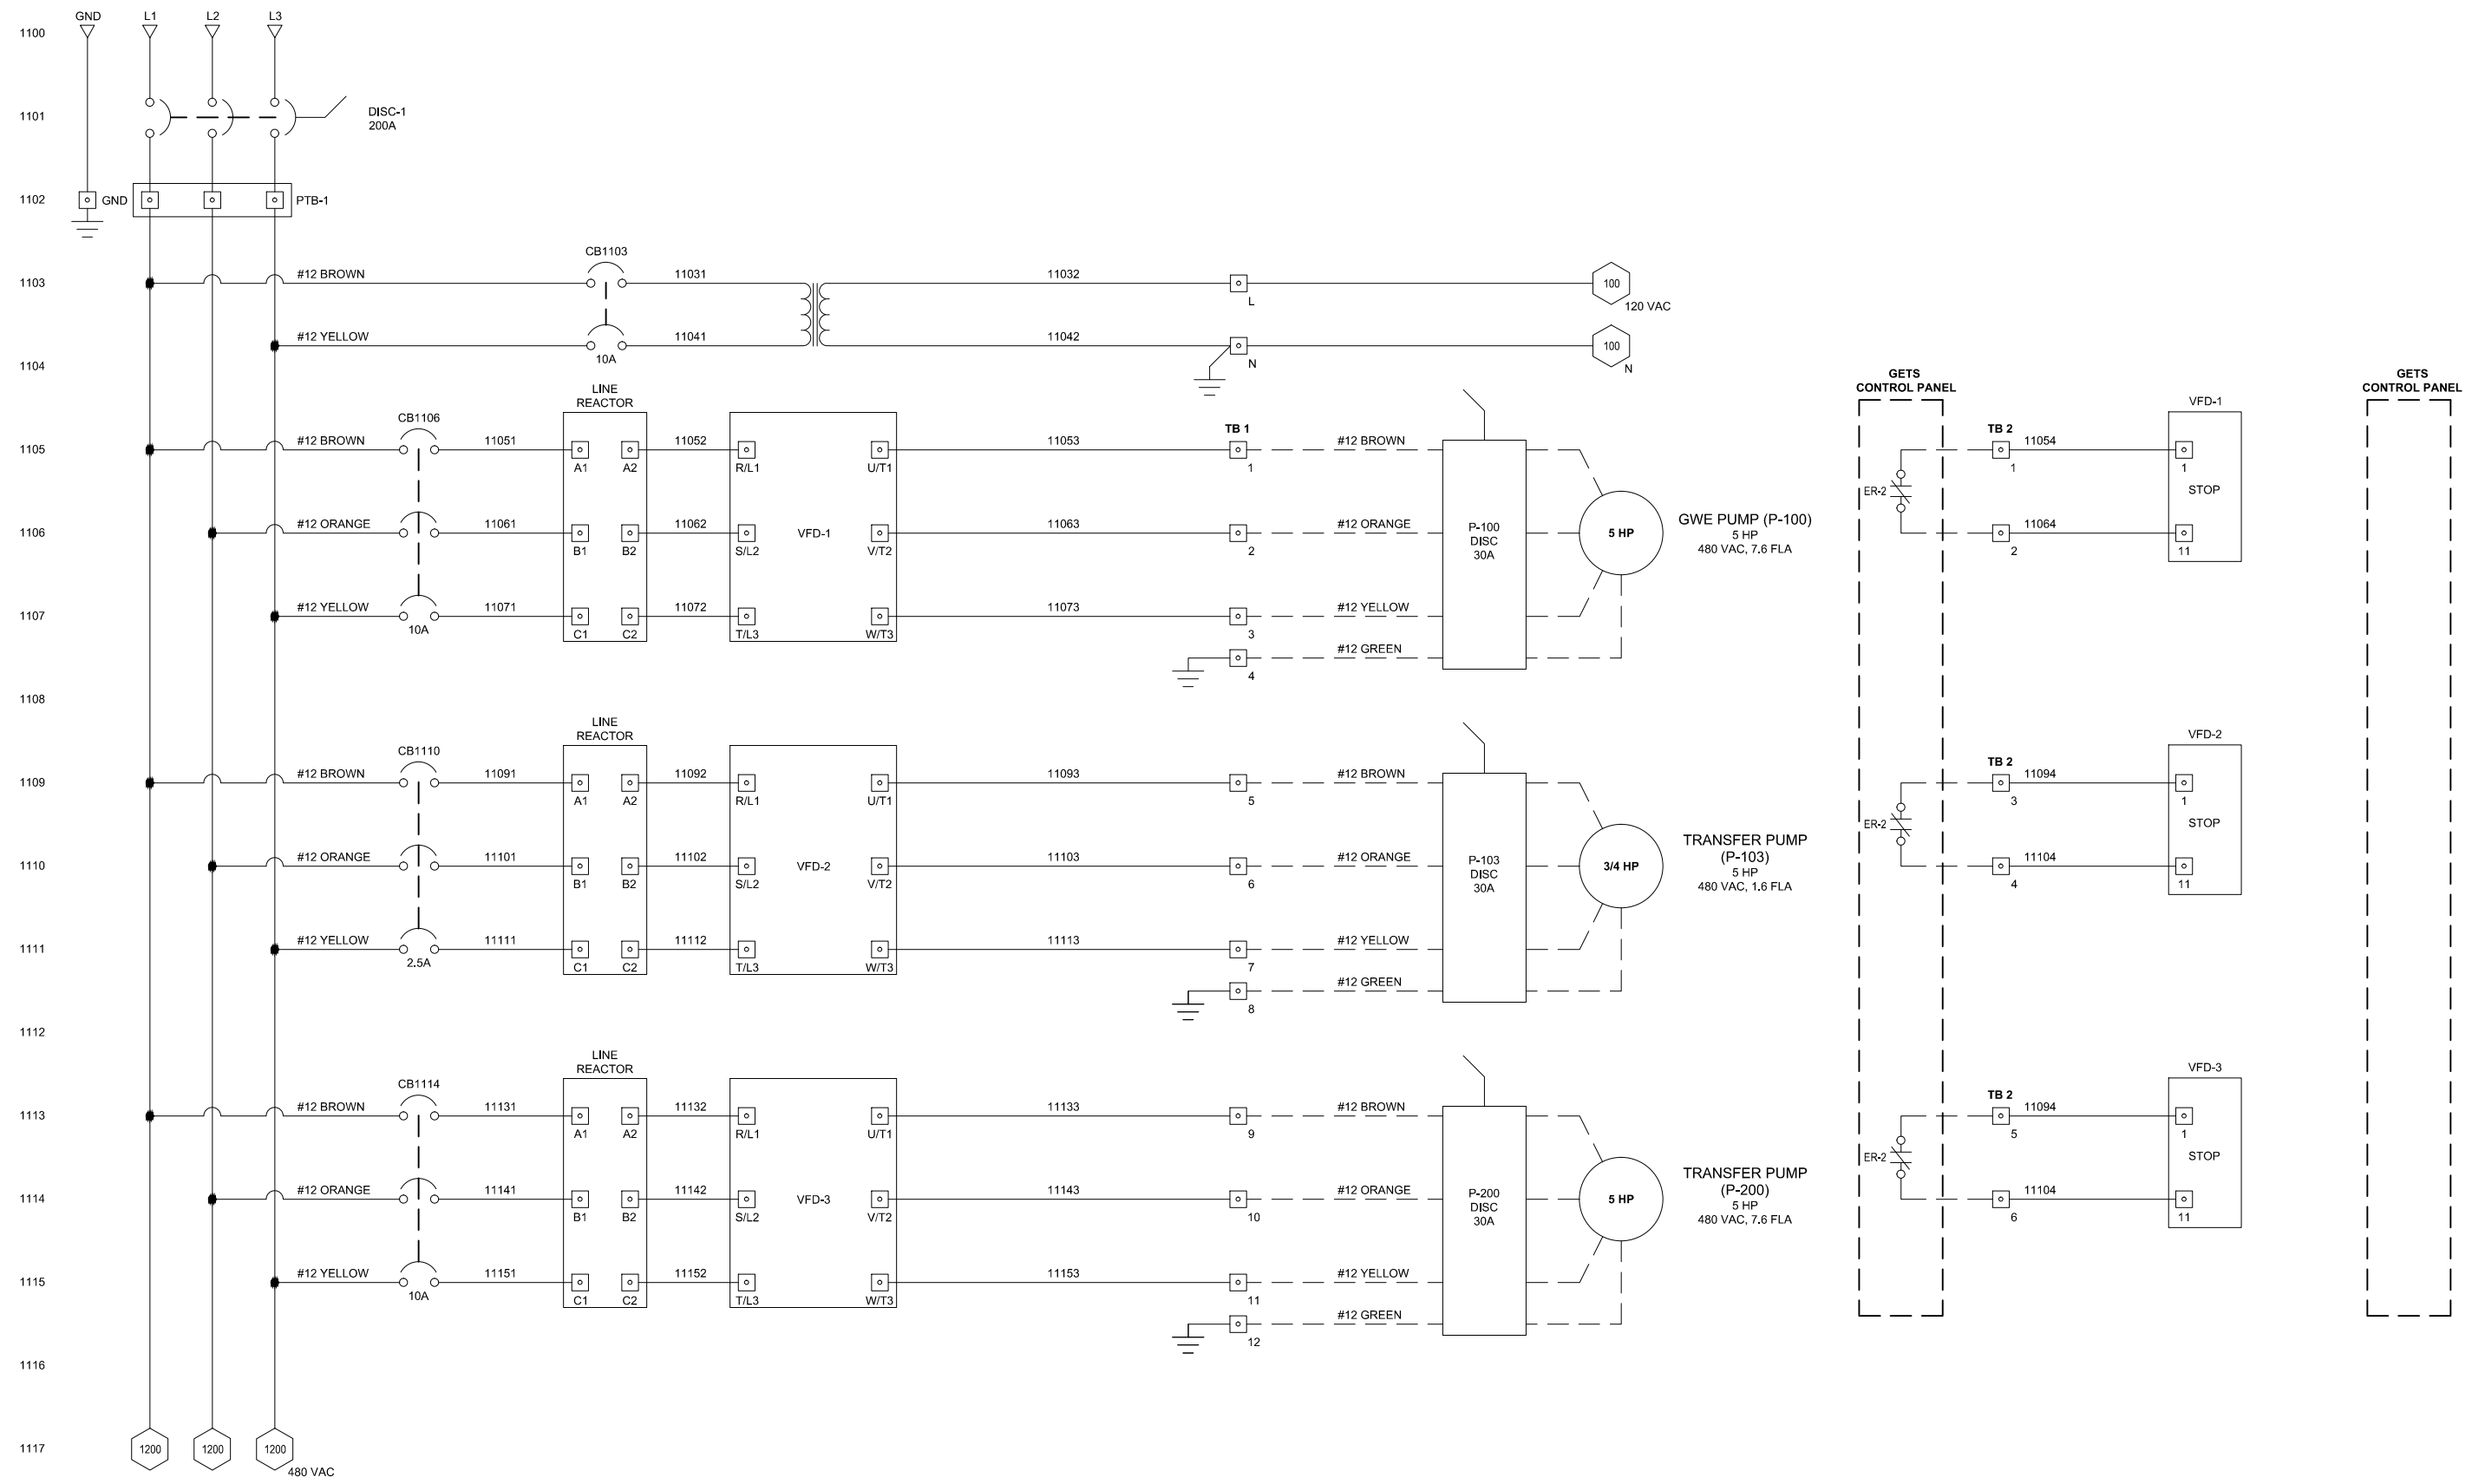 GND L1 L2 L3
1100
1101
DISC-1
200A
1102
GND
PTB-1
CB1103
1103
#12 BROWN
11031
11032
L
100
120 VAC
#12 YELLOW
10A
11041
11042
N
100
N
1104
LINE
REACTOR
CB1106
1105
#12 BROWN
11051
A1
A2
11052
R/L1
U/T1
11053
TB 1
1
#12 BROWN
1106
#12 ORANGE
11061
B1
B2
11062
S/L2
VFD-1
V/T2
11063
2
#12 ORANGE
P-100
DISC
30A
5 HP
GWE PUMP (P-100)
5 HP
480 VAC, 7.6 FLA
1107
#12 YELLOW
10A
11071
C1
C2
11072
T/L3
W/T3
11073
3
#12 YELLOW
4
#12 GREEN
GETS
CONTROL PANEL
ER-2
TB 2
1
11054
VFD-1
1
STOP
2
11064
11
GETS
CONTROL PANEL
1108
LINE
REACTOR
CB1110
1109
#12 BROWN
11091
A1
A2
11092
R/L1
U/T1
11093
5
#12 BROWN
1110
#12 ORANGE
11101
B1
B2
11102
S/L2
VFD-2
V/T2
11103
6
#12 ORANGE
P-103
DISC
30A
3/4 HP
TRANSFER PUMP
(P-103)
5 HP
480 VAC, 1.6 FLA
1111
#12 YELLOW
2.5A
11111
C1
C2
11112
T/L3
W/T3
11113
7
#12 YELLOW
8
#12 GREEN
ER-2
TB 2
3
11094
VFD-2
1
STOP
4
11104
11
1112
LINE
REACTOR
CB1114
1113
#12 BROWN
11131
A1
A2
11132
R/L1
U/T1
11133
9
#12 BROWN
1114
#12 ORANGE
11141
B1
B2
11142
S/L2
VFD-3
V/T2
11143
10
#12 ORANGE
P-200
DISC
30A
5 HP
TRANSFER PUMP
(P-200)
5 HP
480 VAC, 7.6 FLA
1115
#12 YELLOW
10A
11151
C1
C2
11152
T/L3
W/T3
11153
11
#12 YELLOW
12
#12 GREEN
ER-2
TB 2
5
11094
VFD-3
1
STOP
6
11104
11
1116
1117
1200
1200
1200
480 VAC